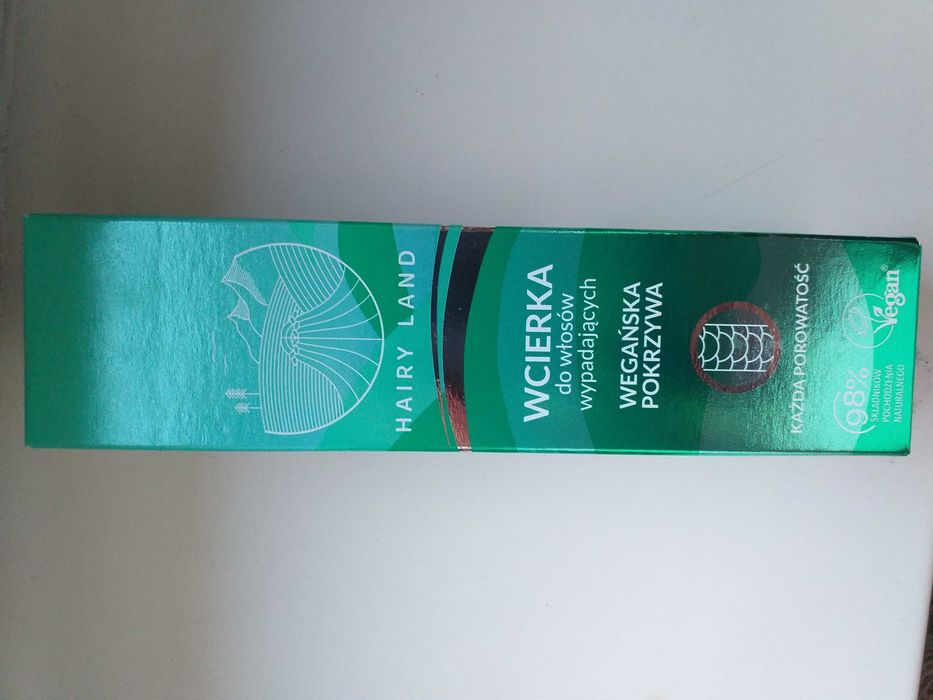 HAIRY LAND
WCIERKA
do włosów
wypadających
WEGAŃSKA
POKRZYWA
KAŻDA POROWATOŚĆ
98%
SKŁADNIKÓW
POCHODZENIA
NATURALNEGO
Vegan